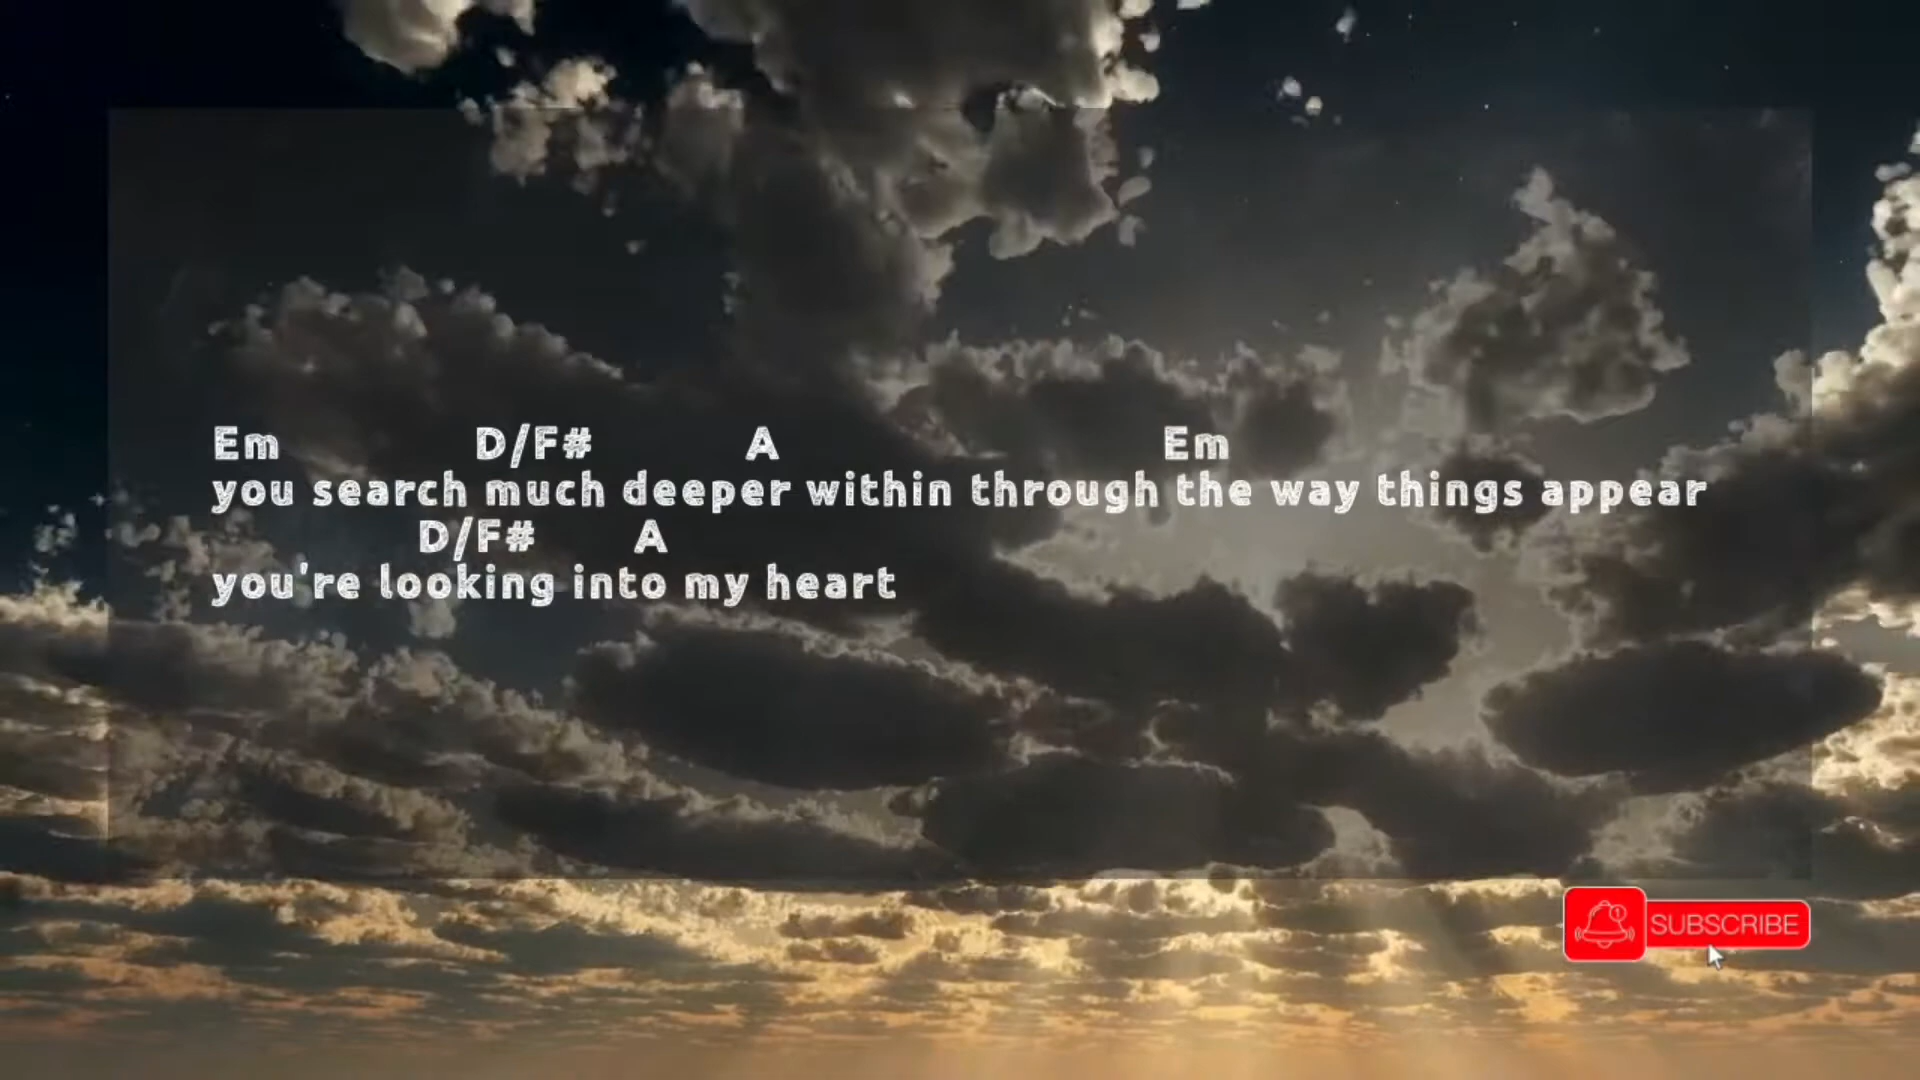 Em D/F# A Em
you search much deeper within through the way things appear
D/F# A
you're looking into my heart
SUBSCRIBE